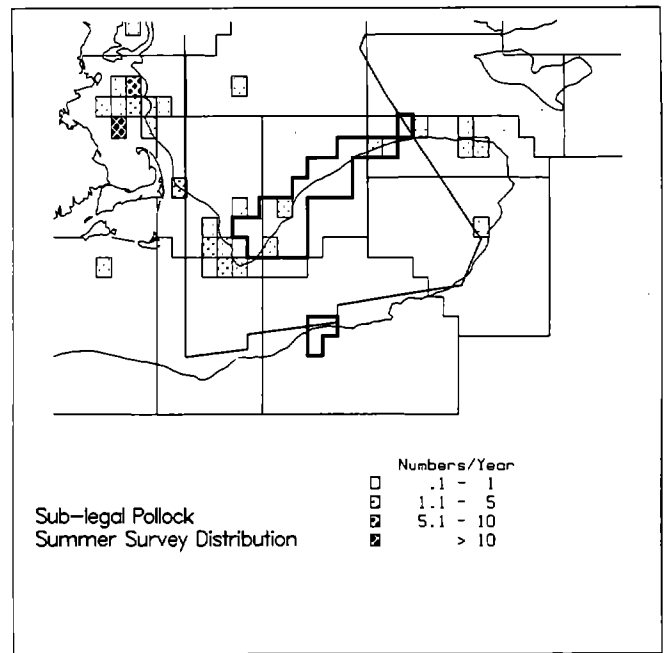 Numbers/Year
.1 - 1
1.1 - 5
5.1 - 10
> 10
Sub-legal Pollock
Summer Survey Distribution